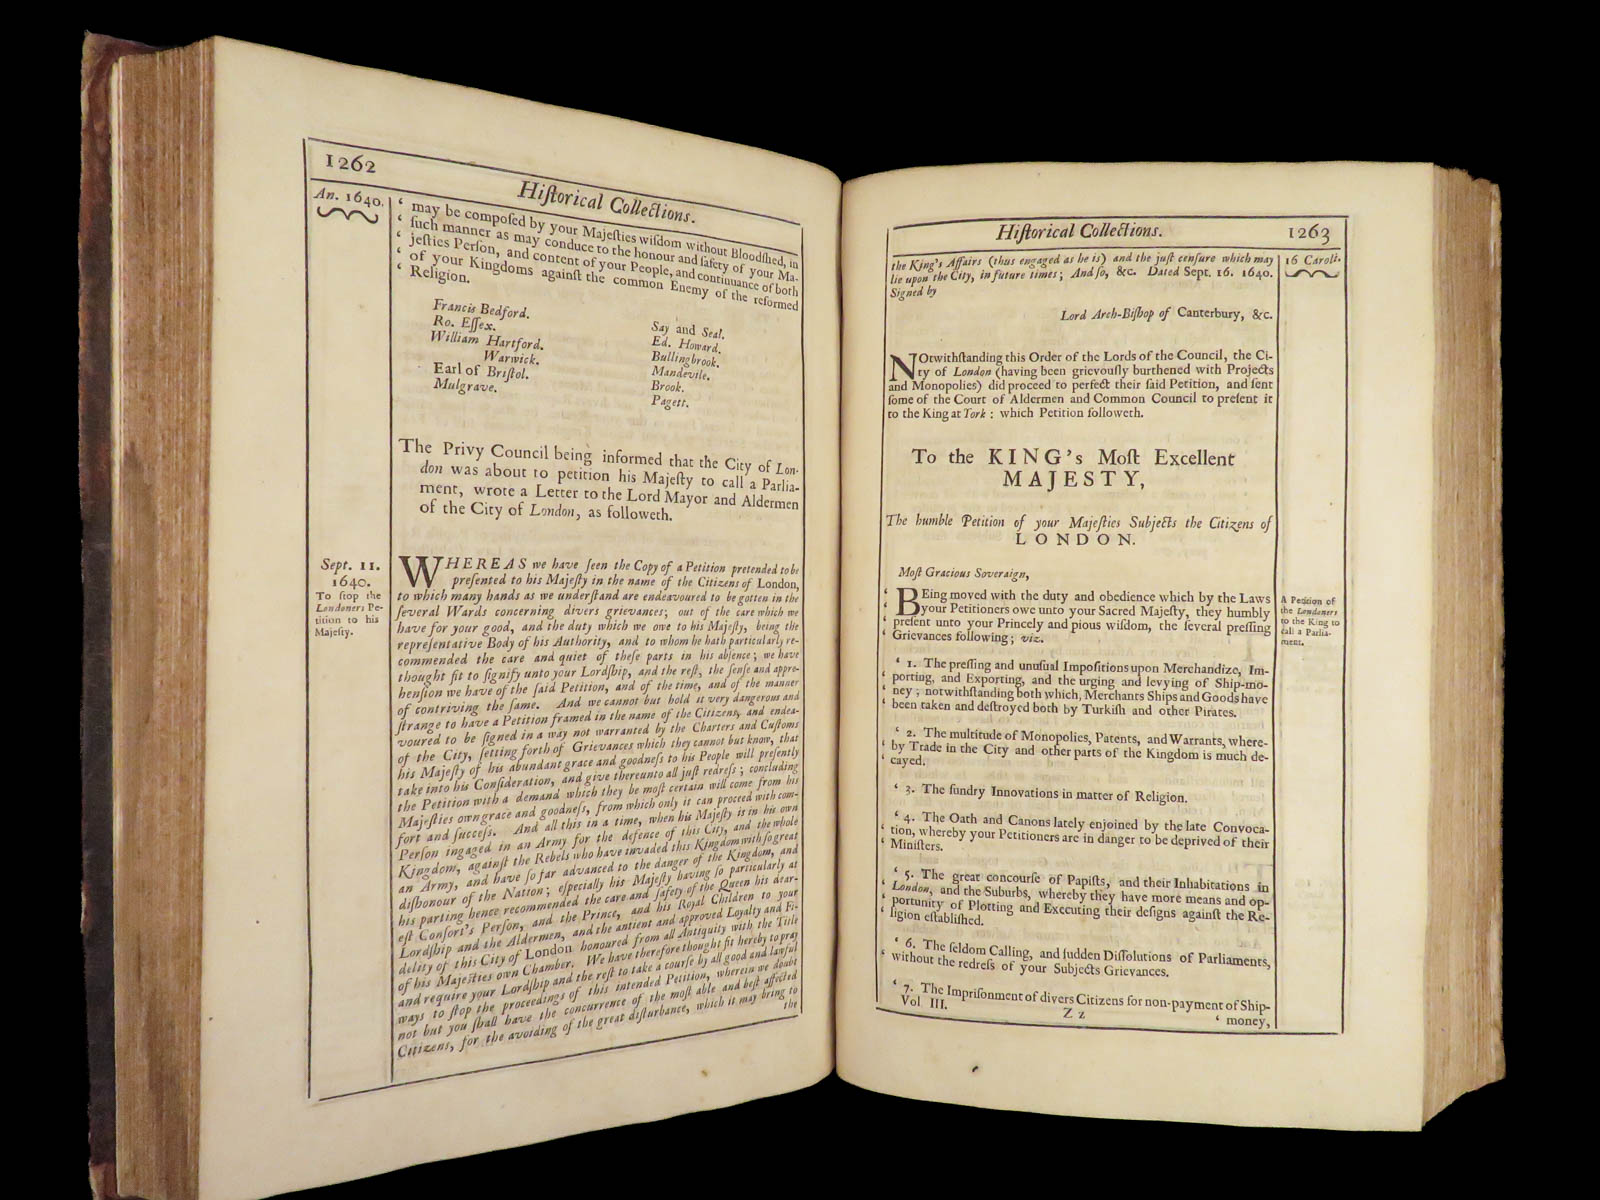 1262
Hiſtorical Collections.
An. 1640.
‘ may be compoſed by your Majeſties wiſdom without Bloodſhed, in
‘ ſuch manner as may conduce to the honour and ſafety of your Ma-
‘ jeſties Perſon, and content of your People, and continuance of both
‘ of your Kingdoms againſt the common Enemy of the reformed
‘ Religion.
Francis Bedford.
Ro. Eſſex.
William Hartford.
Warwick.
Earl of Briſtol.
Mulgrave.
Say and Seal.
Ed. Howard.
Bullingbrook.
Mandevile.
Brook.
Pagett.
The Privy Council being informed that the City of Lon-
don was about to petition his Majeſty to call a Parlia-
ment, wrote a Letter to the Lord Mayor and Aldermen
of the City of London, as followeth.
Sept. 11.
1640.
To ſtop the
Londoners Pe-
tition to his
Majeſty.
WHEREAS we have ſeen the Copy of a Petition pretended to be
preſented to his Majeſty in the name of the Citizens of London,
to which many hands as we underſtand are endeavoured to be gotten in the
ſeveral Wards concerning divers grievances; out of the care which we
have for your good, and the duty which we owe to his Majeſty, being the
repreſentative Body of his Authority, and to whom he hath particularly re-
commended the care and quiet of theſe parts in his abſence; we have
thought fit to ſignify unto your Lordſhip, and the reſt, the ſenſe and appre-
henſion we have of the ſaid Petition, and of the time, and of the manner
of contriving the ſame. And we cannot but hold it very dangerous and
ſtrange to have a Petition framed in the name of the Citizens, and endea-
voured to be ſigned in a way not warranted by the Charters and Cuſtoms
of the City, ſetting forth of Grievances which they cannot but know, that
his Majeſty of his abundant grace and goodneſs to his People will preſently
take into his Conſideration, and give thereunto all juſt redreſs; concluding
the Petition with a demand which they be moſt certain will come from his
Majeſties own grace and goodneſs, from which only it can proceed with com-
fort and ſucceſs. And all this in a time, when his Majeſty is in his own
Perſon ingaged in an Army for the defence of this City, and the whole
Kingdom, againſt the Rebels who have invaded this Kingdom with ſo great
an Army, and have ſo far advanced to the danger of the Kingdom, and
diſhonour of the Nation; eſpecially his Majeſty having ſo particularly at
his parting hence recommended the care and ſafety of the Queen his dear-
eſt Conſort's Perſon, and the Prince, and his Royal Children to your
Lordſhip and the Aldermen, and the antient and approved Loyalty and Fi-
delity of this City of London honoured from all Antiquity with the Title
of his Majeſties own Chamber. We have therefore thought fit hereby to pray
and require your Lordſhip and the reſt to take a courſe by all good and lawful
ways to ſtop the proceedings of this intended Petition, wherein we doubt
not but you ſhall have the concurrence of the moſt able and beſt affected
Citizens, for the avoiding of the great diſturbance, which it may bring to
the
Hiſtorical Collections.
1263
16 Caroli.
the King's Affairs (thus engaged as he is) and the juſt cenſure which may
lie upon the City, in future times; And ſo, &c. Dated Sept. 16. 1640.
Signed by
Lord Arch-Biſhop of Canterbury, &c.
NOtwithſtanding this Order of the Lords of the Council, the Ci-
ty of London (having been grievouſly burthened with Projects
and Monopolies) did proceed to perfect their ſaid Petition, and ſent
ſome of the Court of Aldermen and Common Council to preſent it
to the King at York: which Petition followeth.
To the KING's Moſt Excellent
MAJESTY,
The humble Petition of your Majeſties Subjects the Citizens of
LONDON.
Moſt Gracious Soveraign,
‘ BEing moved with the duty and obedience which by the Laws
‘ your Petitioners owe unto your Sacred Majeſty, they humbly
‘ preſent unto your Princely and pious wiſdom, the ſeveral preſſing
‘ Grievances following; viz.
A Petition of
the Londoners
to the King to
call a Parlia-
ment.
‘ 1. The preſſing and unuſual Impoſitions upon Merchandize, Im-
‘ porting, and Exporting, and the urging and levying of Ship-mo-
‘ ney; notwithſtanding both which, Merchants Ships and Goods have
‘ been taken and deſtroyed both by Turkiſh and other Pirates.
‘ 2. The multitude of Monopolies, Patents, and Warrants, where-
‘ by Trade in the City and other parts of the Kingdom is much de-
‘ cayed.
‘ 3. The ſundry Innovations in matter of Religion.
‘ 4. The Oath and Canons lately enjoined by the late Convoca-
‘ tion, whereby your Petitioners are in danger to be deprived of their
‘ Miniſters.
‘ 5. The great concourſe of Papiſts, and their Inhabitations in
‘ London, and the Suburbs, whereby they have more means and op-
‘ portunity of Plotting and Executing their deſigns againſt the Re-
‘ ligion eſtabliſhed.
‘ 6. The ſeldom Calling, and ſudden Diſſolutions of Parliaments,
‘ without the redreſs of your Subjects Grievances.
‘ 7. The Impriſonment of divers Citizens for non-payment of Ship-
Vol III.
Z z
‘ money,